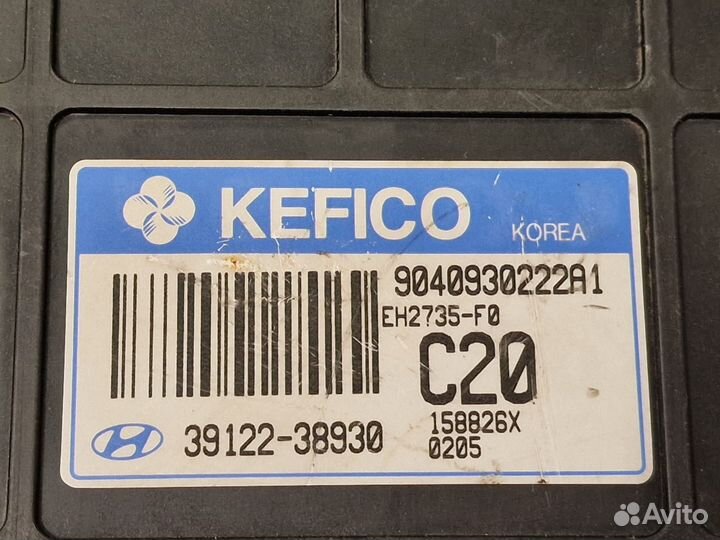 KEFICO
KOREA
9040930222A1
EH2735-F0
C20
39122-38930
158826X
0205
Avito